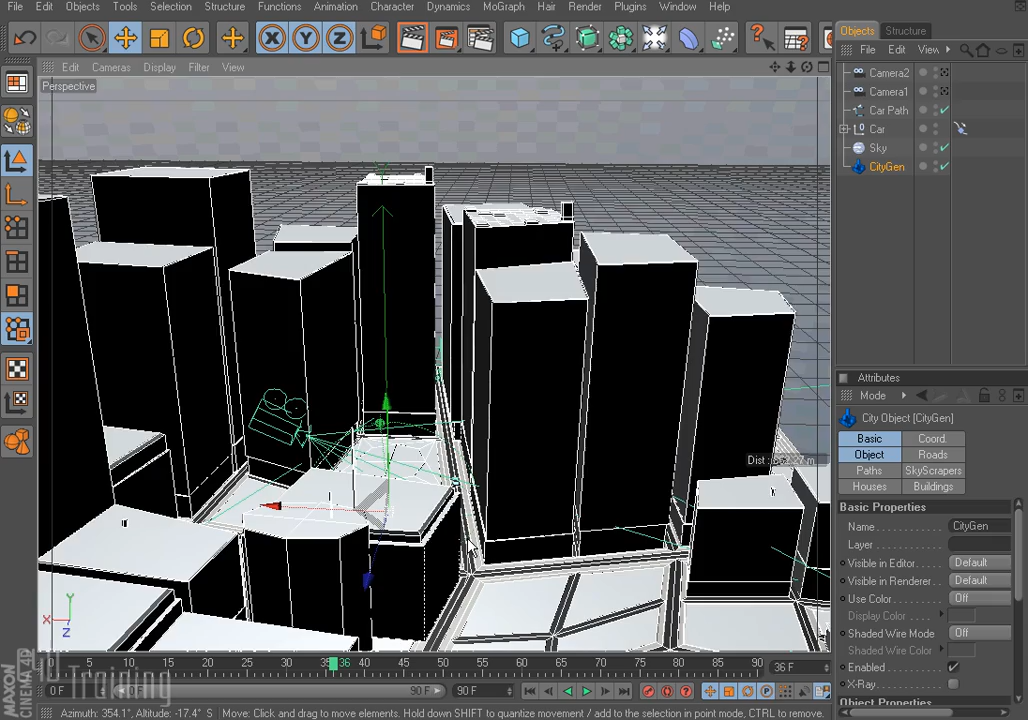 File Edit Objects Tools Selection Structure Functions Animation Character Dynamics MoGraph Hair Render Plugins Window Help
Objects Structure
File Edit View
Edit Cameras Display Filter View
Perspective
Camera2
Camera1
Car Path
Car
Sky
CityGen
Attributes
Mode
City Object [CityGen]
Basic Coord.
Object Roads
Paths SkyScrapers
Houses Buildings
Basic Properties
Name CityGen
Layer
Visible in Editor Default
Visible in Renderer Default
Use Color Off
Display Color
Shaded Wire Mode Off
Shaded Wire Color
Enabled
X-Ray
Object Properties
X Y Z
Y
X
Z
0 5 10 15 20 25 30 35 36 40 45 50 55 60 65 70 75 80 85 90
36 F
0 F
90 F
90 F
Training
MAXON
CINEMA 4D
Azimuth: 354.1°, Altitude: -17.4° S
Move: Click and drag to move elements. Hold down SHIFT to quantize movement / add to the selection in point mode, CTRL to remove.